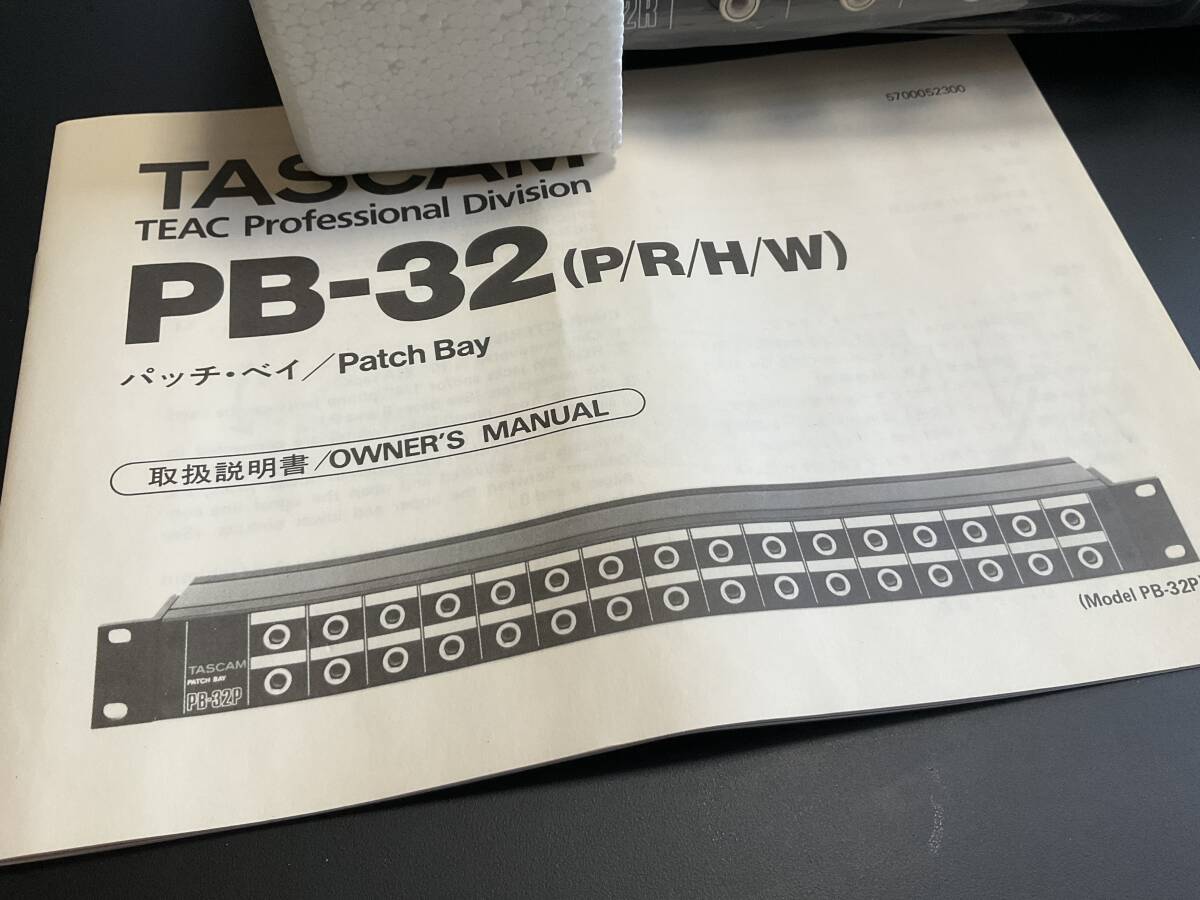 2R
5700052300
TASCAM
TEAC Professional Division
PB-32 (P/R/H/W)
パッチ・ベイ/Patch Bay
取扱説明書/OWNER'S MANUAL
TASCAM
PATCH BAY
PB-32P
(Model PB-32P)